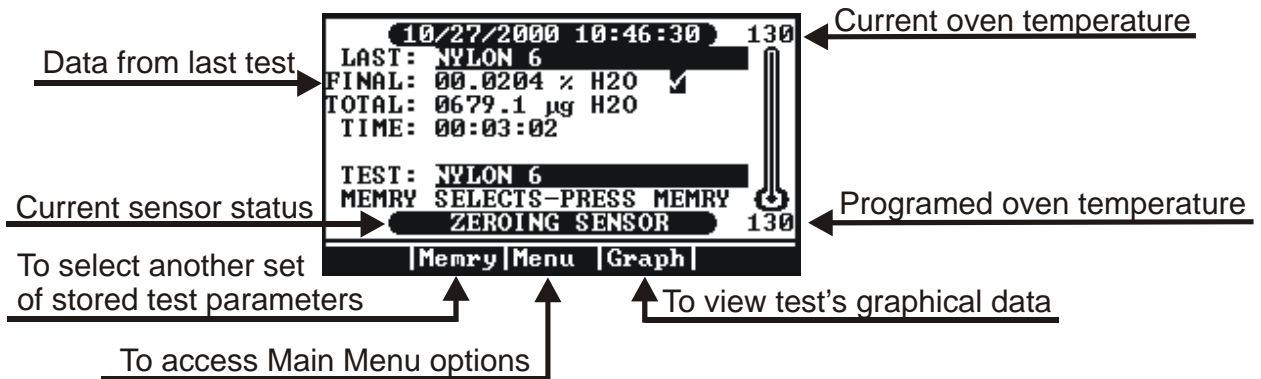 Current oven temperature
10/27/2000 10:46:30
130
LAST: NYLON 6
Data from last test
FINAL: 00.0204 % H2O
TOTAL: 0679.1 µg H2O
TIME: 00:03:02
TEST: NYLON 6
MEMRY SELECTS-PRESS MEMRY
Current sensor status
ZEROING SENSOR
130
Programed oven temperature
Memry|Menu |Graph|
To select another set
of stored test parameters
To view test's graphical data
To access Main Menu options